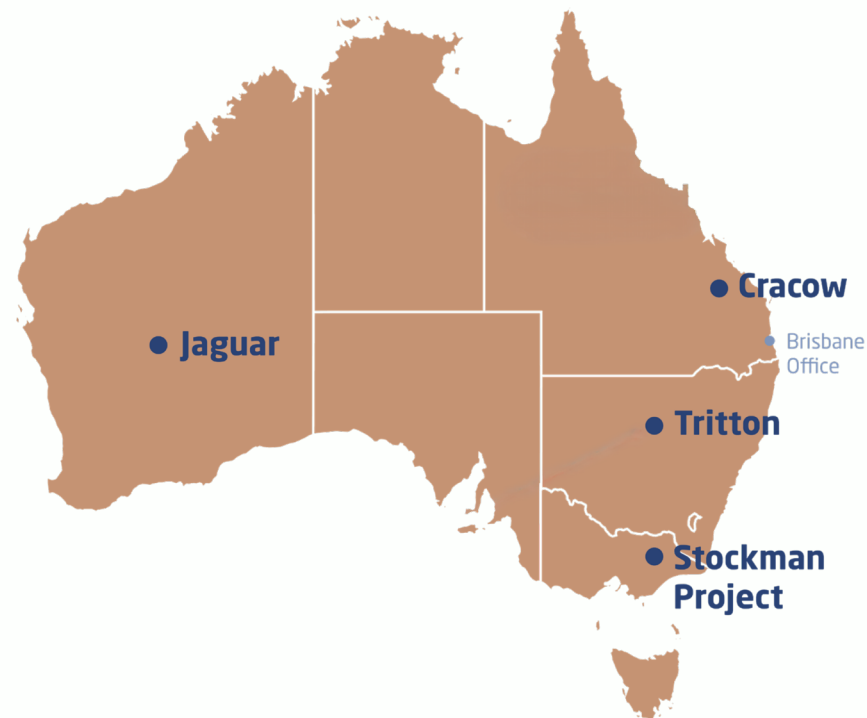 Cracow
Jaguar
Brisbane
Office
Tritton
Stockman
Project